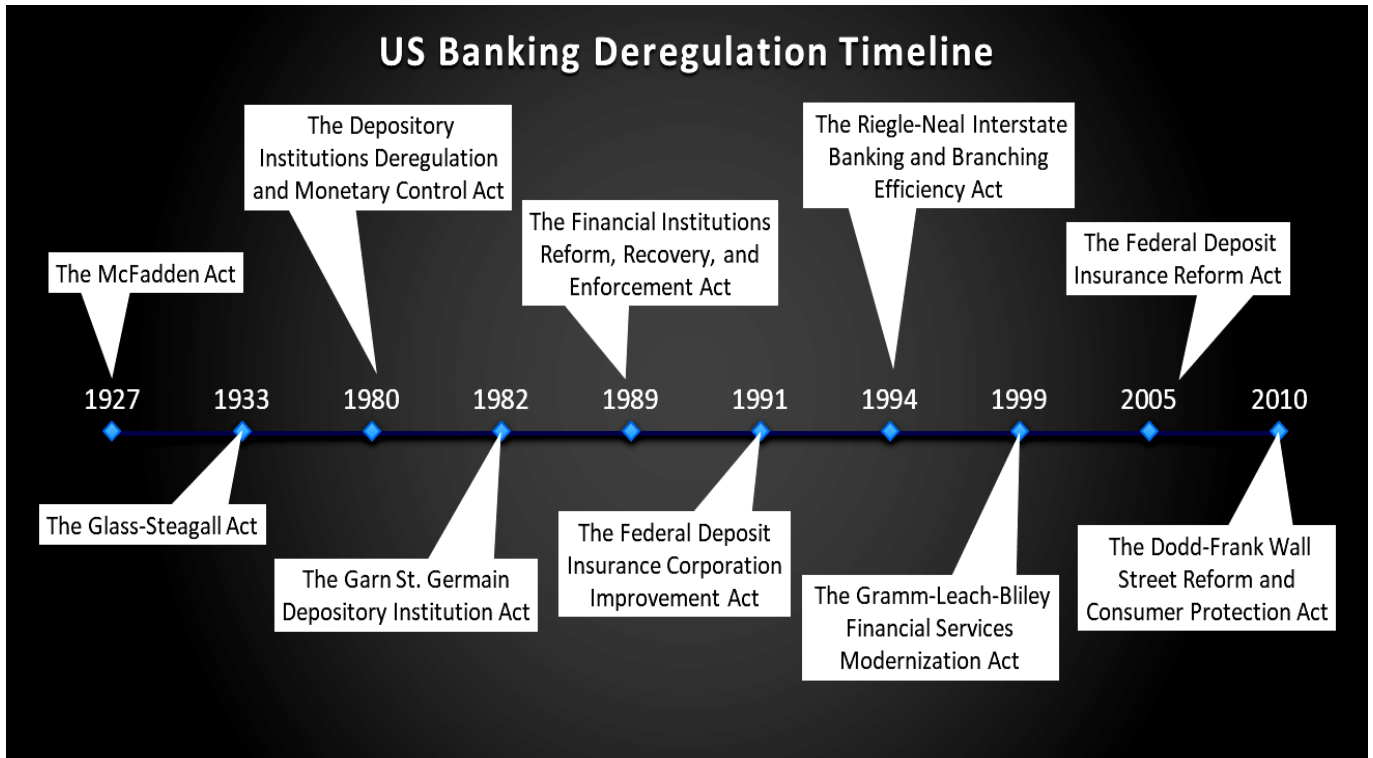 US Banking Deregulation Timeline
The Depository
Institutions Deregulation
and Monetary Control Act
The Riegle-Neal Interstate
Banking and Branching
Efficiency Act
The Financial Institutions
Reform, Recovery, and
Enforcement Act
The Federal Deposit
Insurance Reform Act
The McFadden Act
1927 1933 1980 1982 1989 1991 1994 1999 2005 2010
The Glass-Steagall Act
The Garn St. Germain
Depository Institution Act
The Federal Deposit
Insurance Corporation
Improvement Act
The Gramm-Leach-Bliley
Financial Services
Modernization Act
The Dodd-Frank Wall
Street Reform and
Consumer Protection Act